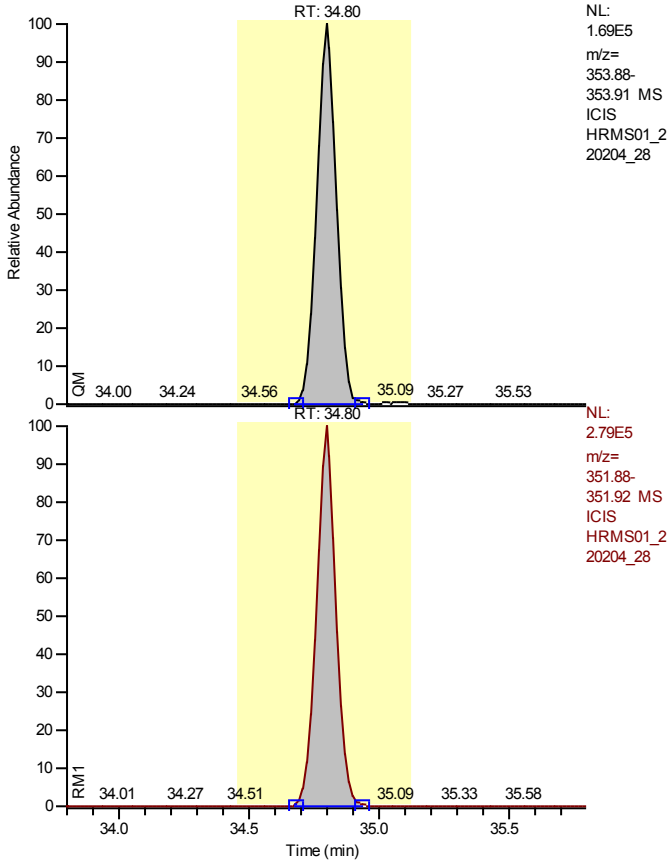 RT: 34.80
NL:
1.69E5
m/z=
353.88-
353.91 MS
ICIS
HRMS01_2
20204_28
100
90
80
70
60
50
40
30
20
10
0
Relative Abundance
QM
34.00 34.24 34.56 35.09 35.27 35.53
RT: 34.80
NL:
2.79E5
m/z=
351.88-
351.92 MS
ICIS
HRMS01_2
20204_28
100
90
80
70
60
50
40
30
20
10
0
RM1
34.01 34.27 34.51 35.09 35.33 35.58
34.0 34.5 35.0 35.5
Time (min)